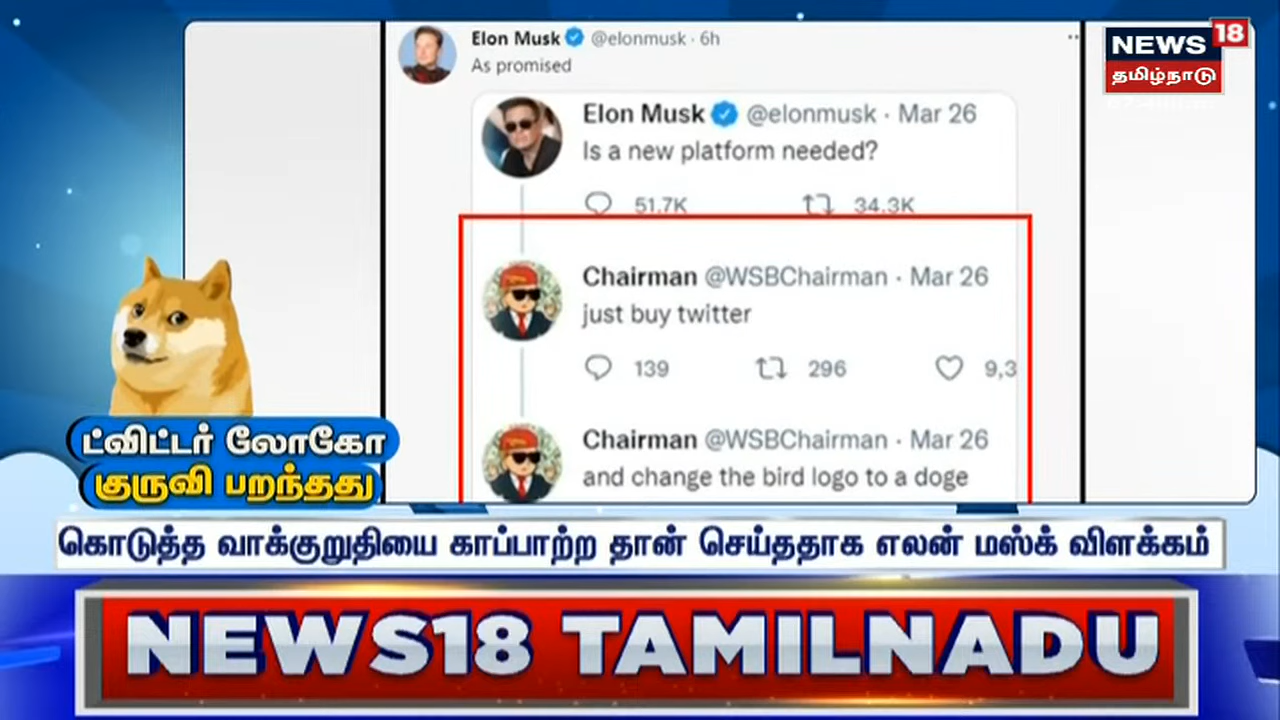 Elon Musk @elonmusk · 6h
As promised
NEWS 18
தமிழ்நாடு
Elon Musk @elonmusk · Mar 26
Is a new platform needed?
51.7K 34.3K
Chairman @WSBChairman · Mar 26
just buy twitter
139 296 9,3
Chairman @WSBChairman · Mar 26
and change the bird logo to a doge
ட்விட்டர் லோகோ
குருவி பறந்தது
கொடுத்த வாக்குறுதியை காப்பாற்ற தான் செய்ததாக எலன் மஸ்க் விளக்கம்
NEWS18 TAMILNADU